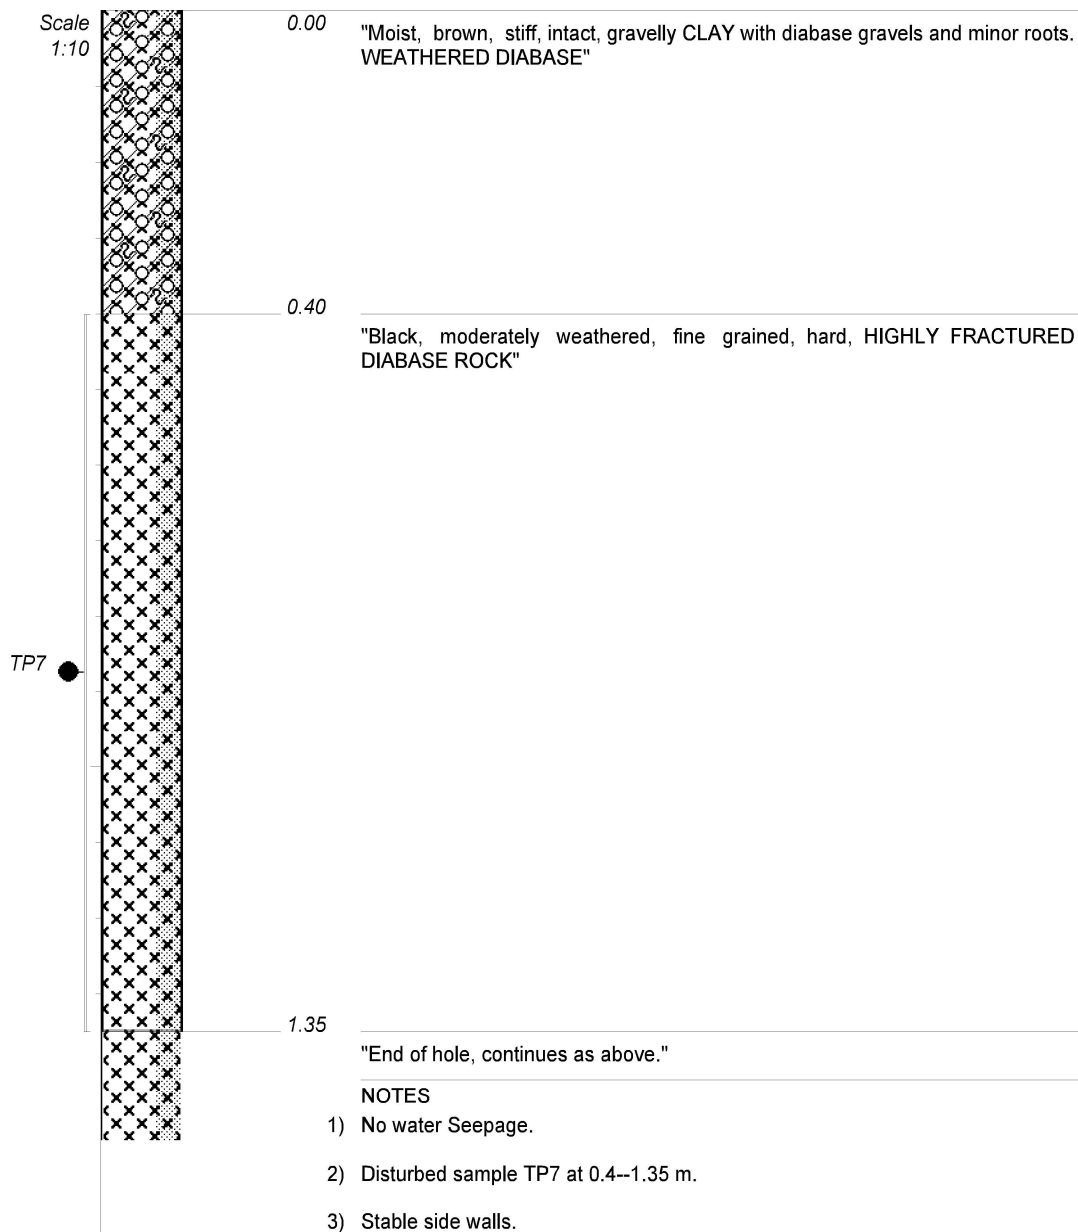 Scale
1:10
0.00
"Moist, brown, stiff, intact, gravelly CLAY with diabase gravels and minor roots.
WEATHERED DIABASE"
0.40
"Black, moderately weathered, fine grained, hard, HIGHLY FRACTURED
DIABASE ROCK"
TP7
1.35
"End of hole, continues as above."
NOTES
1) No water Seepage.
2) Disturbed sample TP7 at 0.4--1.35 m.
3) Stable side walls.